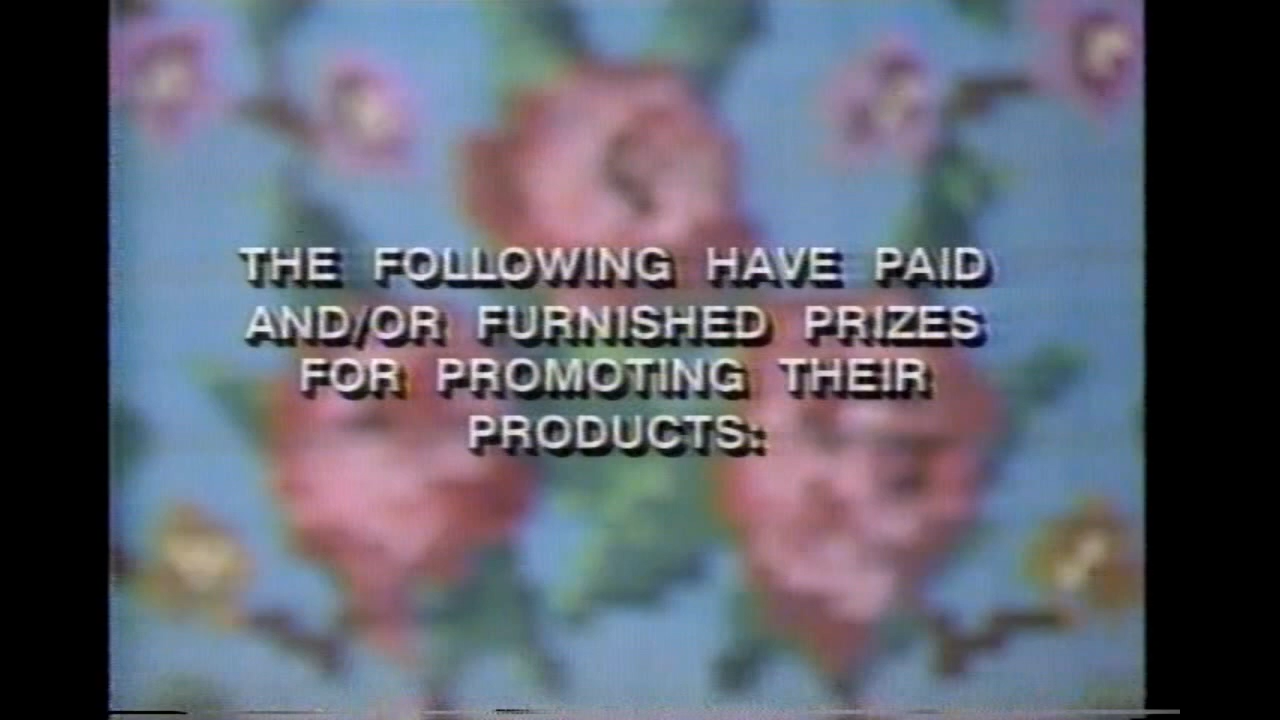 THE FOLLOWING HAVE PAID
AND/OR FURNISHED PRIZES
FOR PROMOTING THEIR
PRODUCTS: